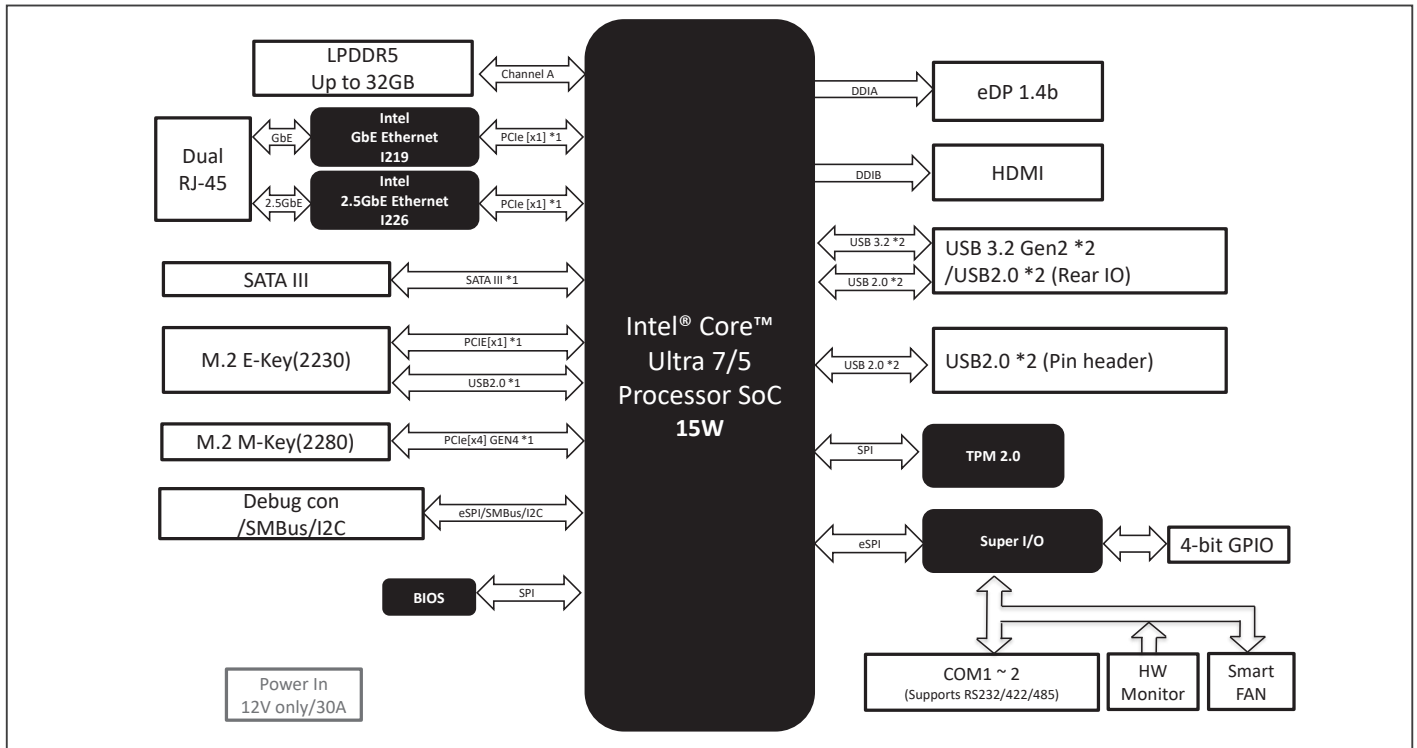 LPDDR5
Up to 32GB
Channel A
Dual
RJ-45
GbE
Intel
GbE Ethernet
I219
PCIe [x1] *1
2.5GbE
Intel
2.5GbE Ethernet
I226
PCIe [x1] *1
SATA III
SATA III *1
M.2 E-Key(2230)
PCIE[x1] *1
USB2.0 *1
M.2 M-Key(2280)
PCIe[x4] GEN4 *1
Debug con
/SMBus/I2C
eSPI/SMBus/I2C
BIOS
SPI
Power In
12V only/30A
Intel® Core™
Ultra 7/5
Processor SoC
15W
DDIA
eDP 1.4b
DDIB
HDMI
USB 3.2 *2
USB 2.0 *2
USB 3.2 Gen2 *2
/USB2.0 *2 (Rear IO)
USB 2.0 *2
USB2.0 *2 (Pin header)
SPI
TPM 2.0
eSPI
Super I/O
4-bit GPIO
COM1 ~ 2
(Supports RS232/422/485)
HW
Monitor
Smart
FAN